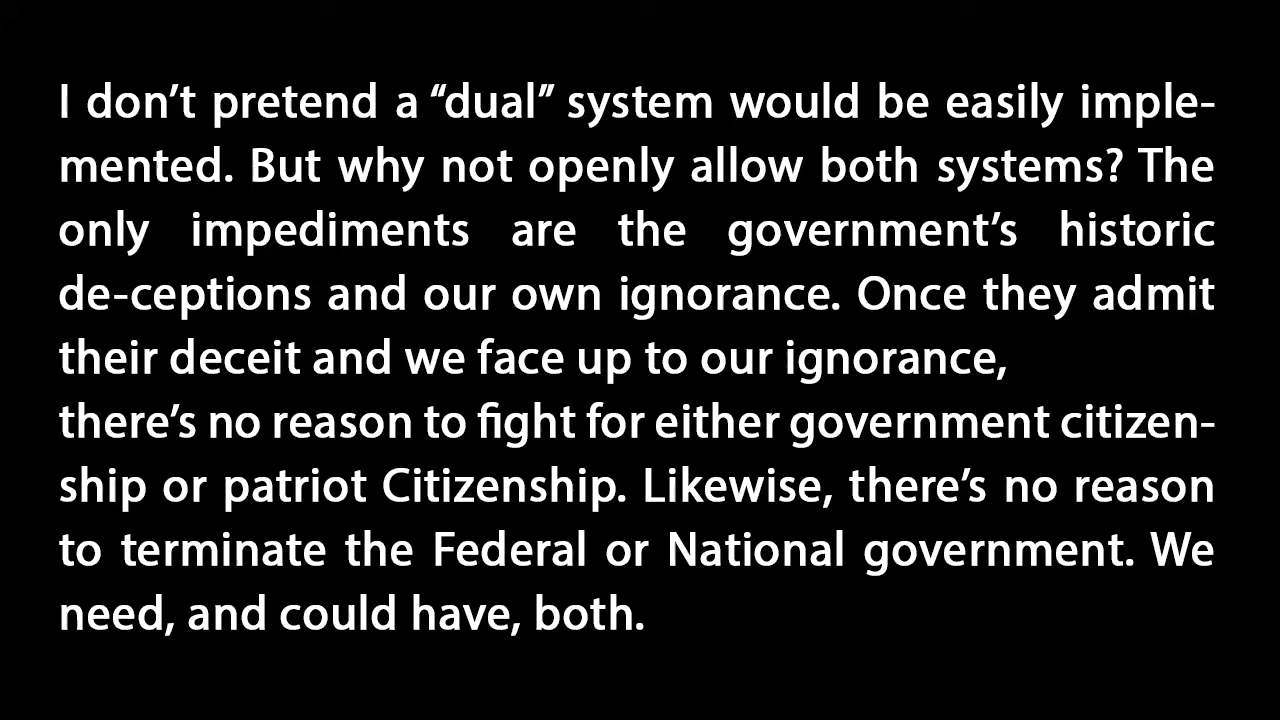 I don’t pretend a “dual” system would be easily imple-
mented. But why not openly allow both systems? The
only impediments are the government’s historic
de-ceptions and our own ignorance. Once they admit
their deceit and we face up to our ignorance,
there’s no reason to fight for either government citizen-
ship or patriot Citizenship. Likewise, there’s no reason
to terminate the Federal or National government. We
need, and could have, both.